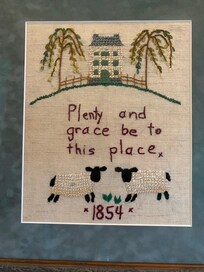 Plenty and
grace be to
this place.
1854